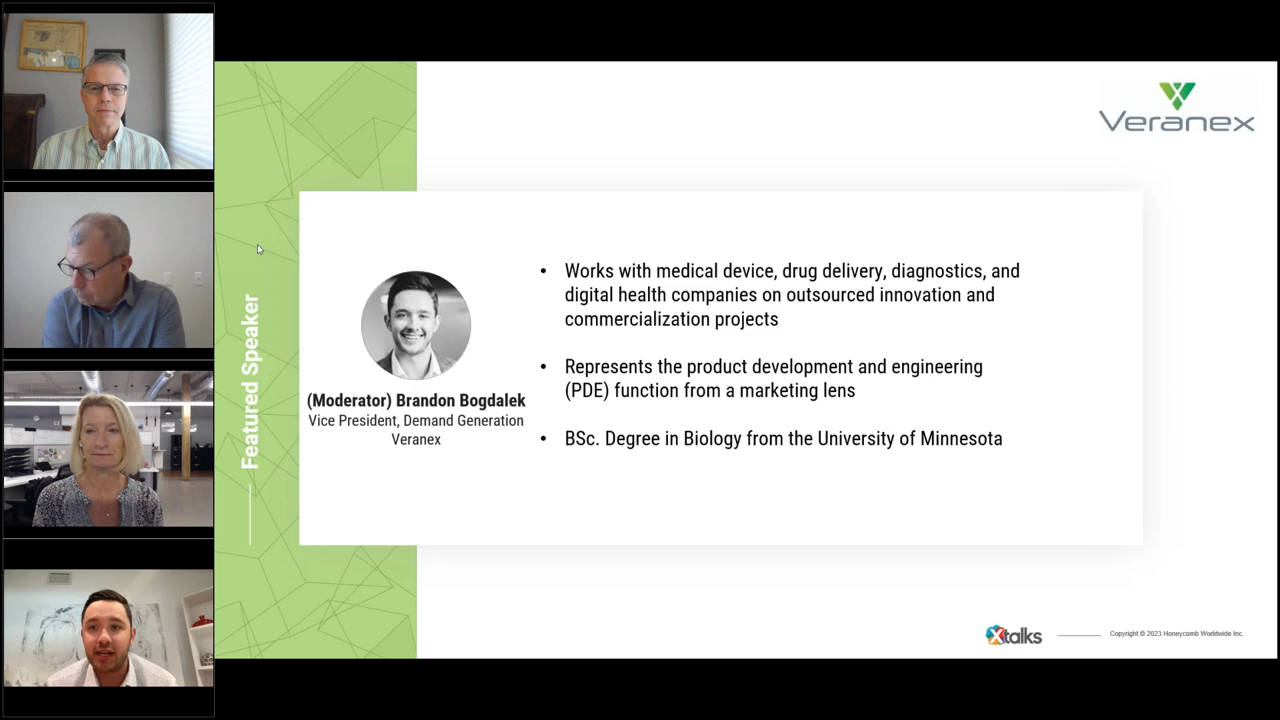 Veranex
Featured Speaker
• Works with medical device, drug delivery, diagnostics, and
digital health companies on outsourced innovation and
commercialization projects
• Represents the product development and engineering
(PDE) function from a marketing lens
• BSc. Degree in Biology from the University of Minnesota
(Moderator) Brandon Bogdalek
Vice President, Demand Generation
Veranex
Xtalks
Copyright © 2023 Honeycomb Worldwide Inc.